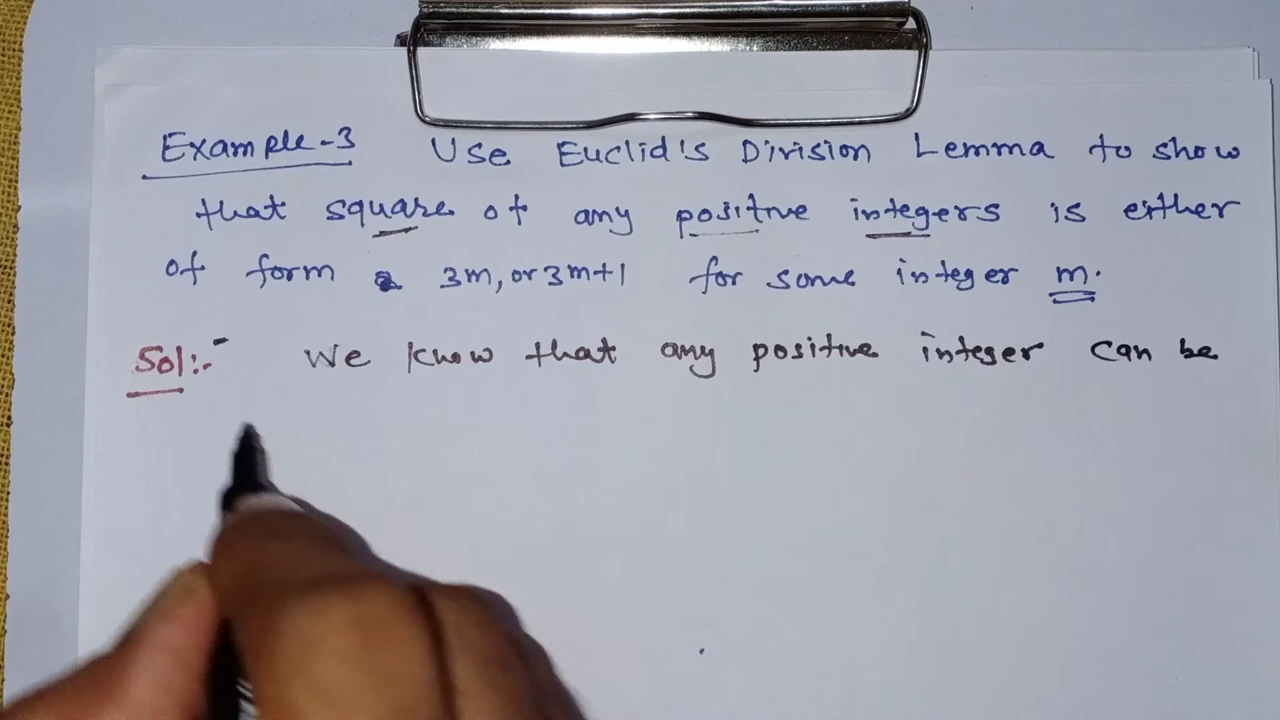 Example-3 Use Euclid's Division Lemma to show
that square of any positive integers is either
of form 3m, or 3m+1 for some integer m.
Sol:- We know that any positive integer can be